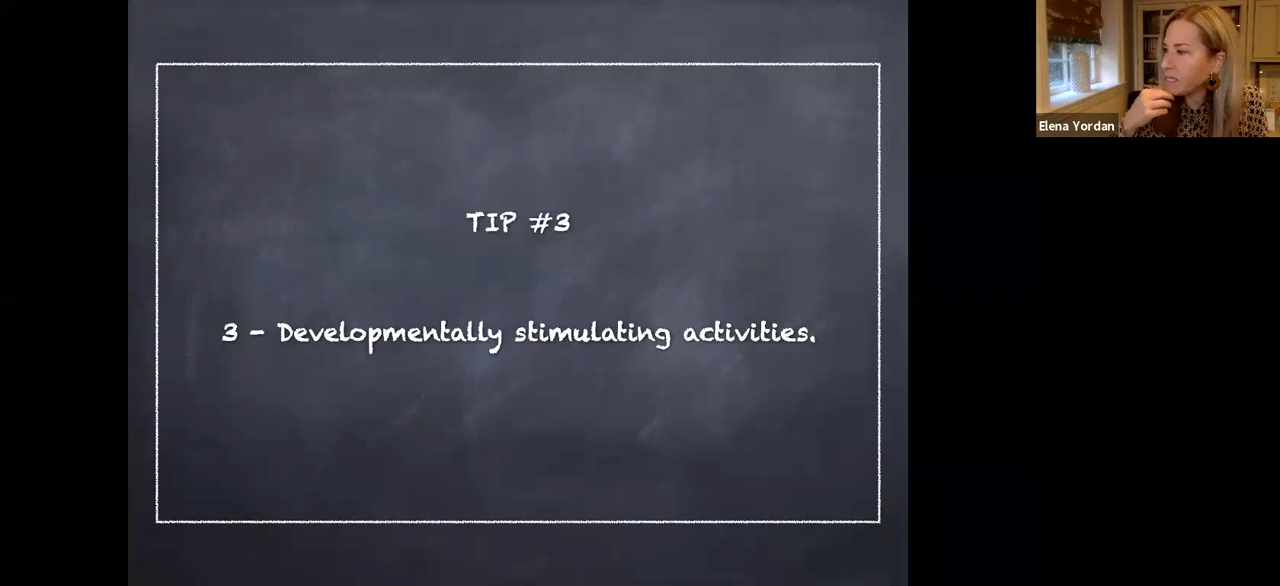 TIP #3
3 - Developmentally stimulating activities.
Elena Yordan